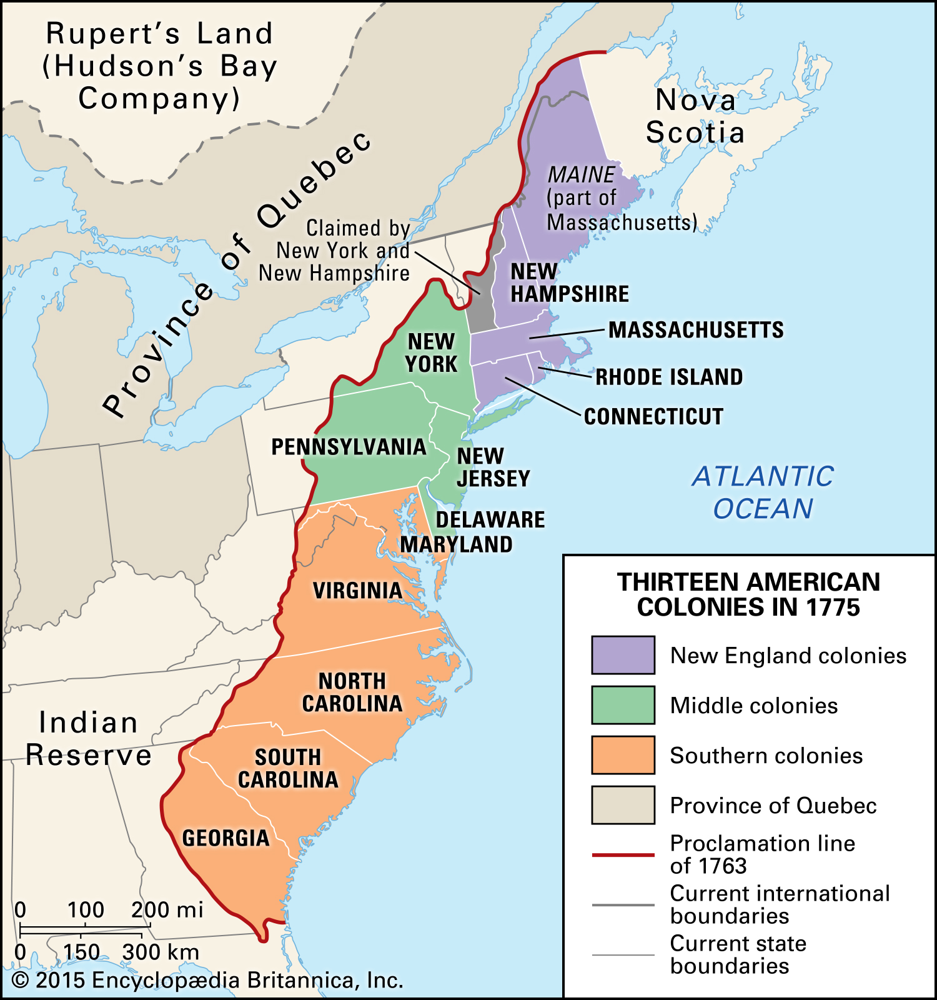 Rupert's Land
(Hudson's Bay
Company)
Nova
Scotia
Province of Quebec
MAINE
(part of
Massachusetts)
Claimed by
New York and
New Hampshire
NEW
HAMPSHIRE
MASSACHUSETTS
NEW
YORK
RHODE ISLAND
CONNECTICUT
PENNSYLVANIA
NEW
JERSEY
ATLANTIC
OCEAN
DELAWARE
MARYLAND
VIRGINIA
NORTH
CAROLINA
Indian
Reserve
SOUTH
CAROLINA
GEORGIA
THIRTEEN AMERICAN
COLONIES IN 1775
New England colonies
Middle colonies
Southern colonies
Province of Quebec
Proclamation line
of 1763
Current international
boundaries
Current state
boundaries
0 100 200 mi
0 150 300 km
© 2015 Encyclopædia Britannica, Inc.